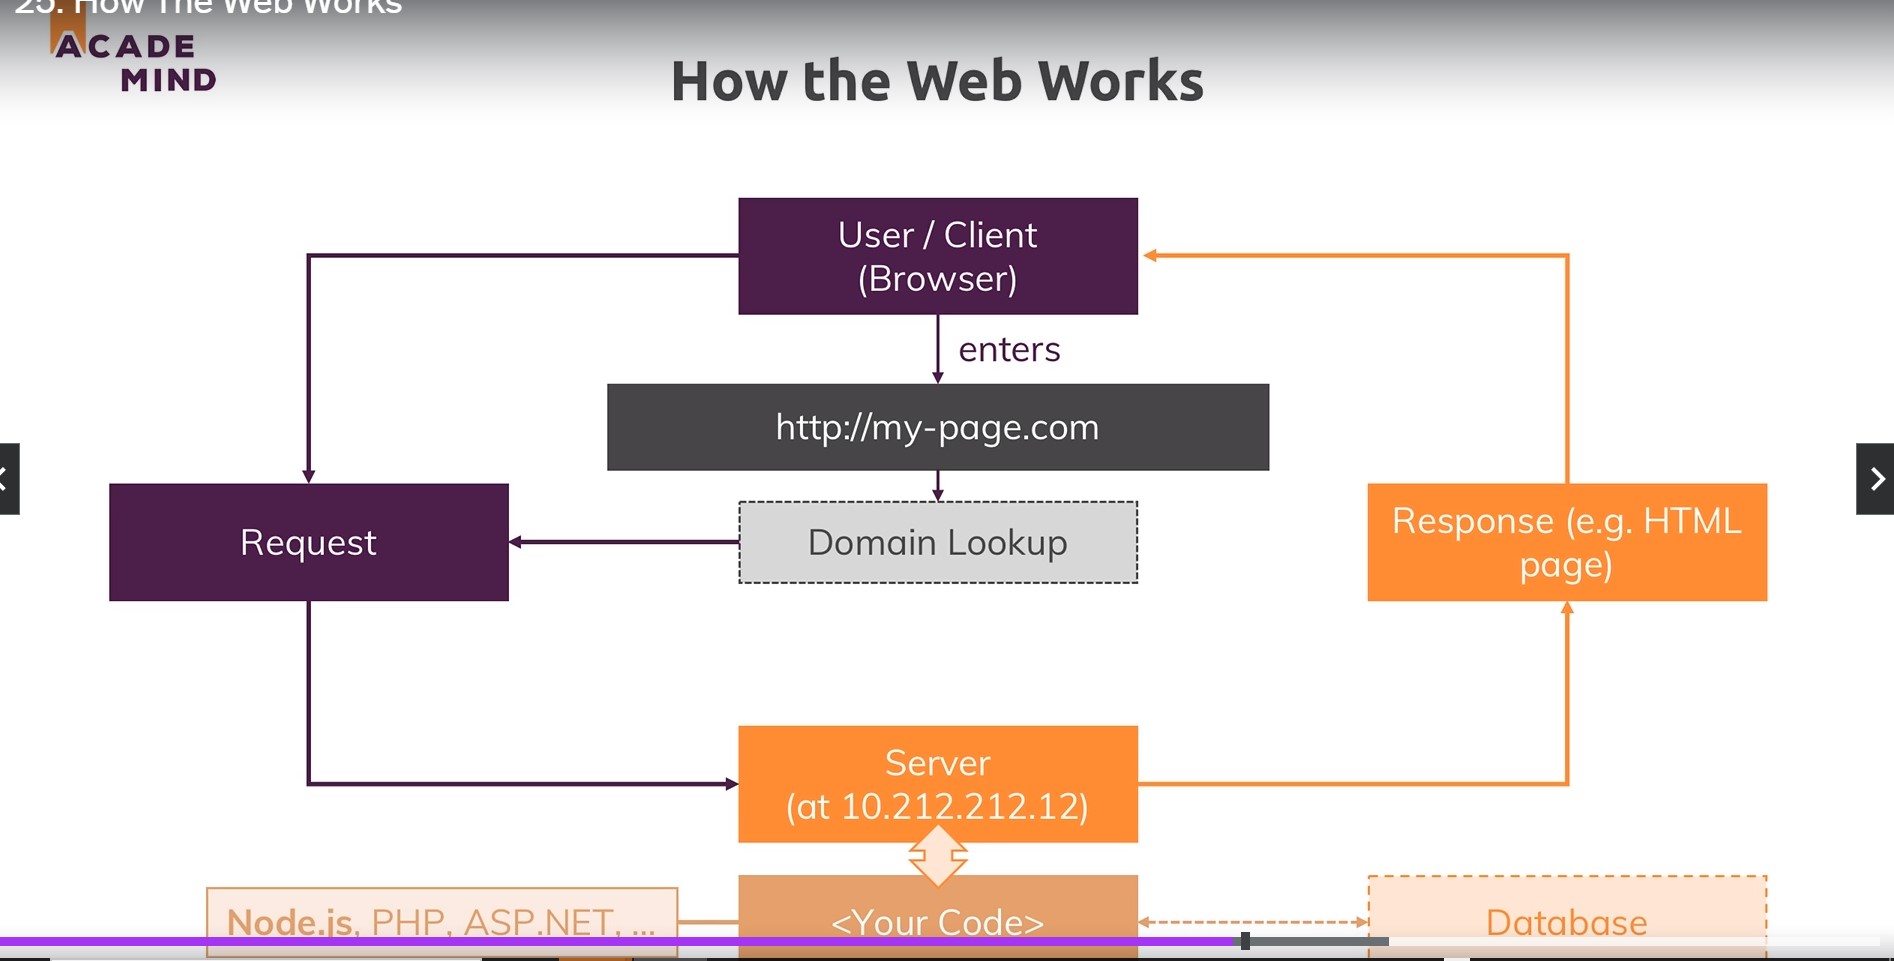 25. How The Web Works
ACADE
MIND
How the Web Works
User / Client
(Browser)
enters
http://my-page.com
Request
Domain Lookup
Response (e.g. HTML
page)
Server
(at 10.212.212.12)
Node.js, PHP, ASP.NET, ...
<Your Code>
Database